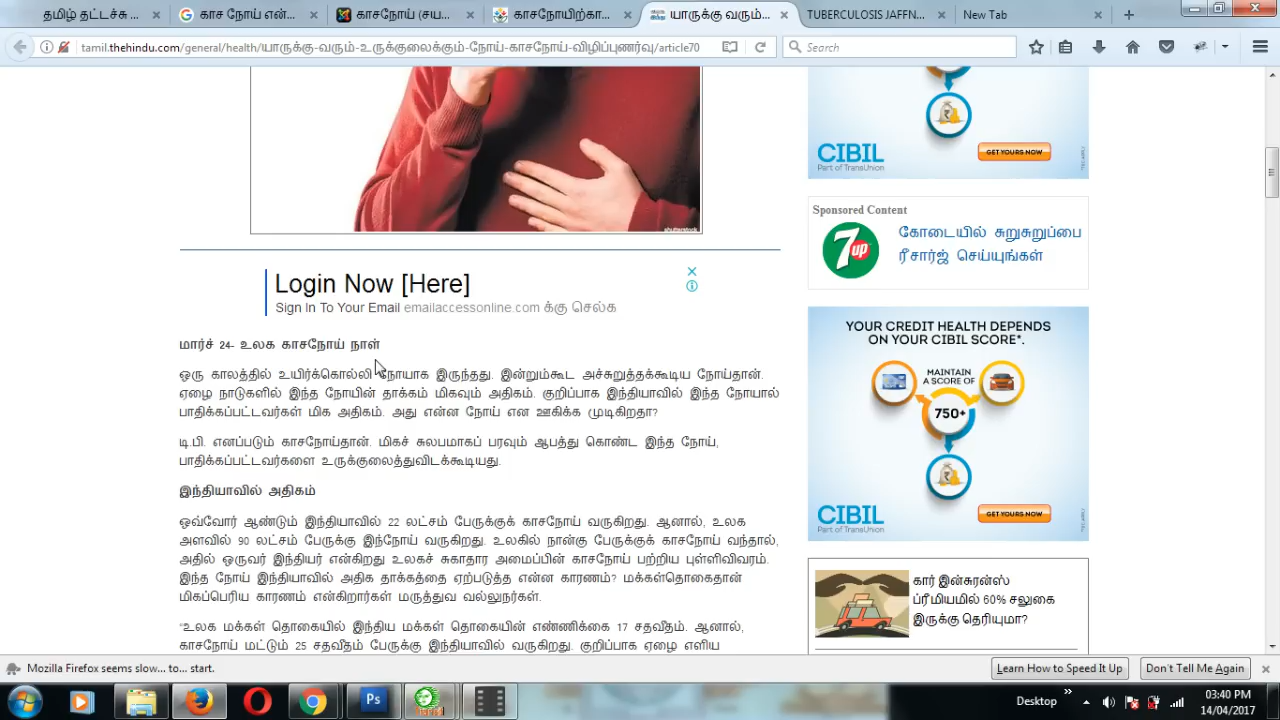 தமிழ் தட்டச்சு ...
காச நோய் என்...
காசநோய் (சய...
காசநோயிற்கா...
யாருக்கு வரும்...
TUBERCULOSIS JAFFN...
New Tab
tamil.thehindu.com/general/health/யாருக்கு-வரும்-உருக்குலைக்கும்-நோய்-காசநோய்-விழிப்புணர்வு/article70
Search
shutterstock
CIBIL
Part of TransUnion
GET YOURS NOW
Sponsored Content
7up
கோடையில் சுறுசுறுப்பை
ரீசார்ஜ் செய்யுங்கள்
Login Now [Here]
Sign In To Your Email emailaccessonline.com க்கு செல்க
மார்ச் 24- உலக காசநோய் நாள்
ஒரு காலத்தில் உயிர்க்கொல்லி நோயாக இருந்தது. இன்றும்கூட அச்சுறுத்தக்கூடிய நோய்தான்.
ஏழை நாடுகளில் இந்த நோயின் தாக்கம் மிகவும் அதிகம். குறிப்பாக இந்தியாவில் இந்த நோயால்
பாதிக்கப்பட்டவர்கள் மிக அதிகம். அது என்ன நோய் என ஊகிக்க முடிகிறதா?
டி.பி. எனப்படும் காசநோய்தான். மிகச் சுலபமாகப் பரவும் ஆபத்து கொண்ட இந்த நோய்,
பாதிக்கப்பட்டவர்களை உருக்குலைத்துவிடக்கூடியது.
இந்தியாவில் அதிகம்
ஒவ்வோர் ஆண்டும் இந்தியாவில் 22 லட்சம் பேருக்குக் காசநோய் வருகிறது. ஆனால், உலக
அளவில் 90 லட்சம் பேருக்கு இந்நோய் வருகிறது. உலகில் நான்கு பேருக்குக் காசநோய் வந்தால்,
அதில் ஒருவர் இந்தியர் என்கிறது உலகச் சுகாதார அமைப்பின் காசநோய் பற்றிய புள்ளிவிவரம்.
இந்த நோய் இந்தியாவில் அதிக தாக்கத்தை ஏற்படுத்த என்ன காரணம்? மக்கள்தொகைதான்
மிகப்பெரிய காரணம் என்கிறார்கள் மருத்துவ வல்லுநர்கள்.
“உலக மக்கள் தொகையில் இந்திய மக்கள் தொகையின் எண்ணிக்கை 17 சதவீதம். ஆனால்,
காசநோய் மட்டும் 25 சதவீதம் பேருக்கு இந்தியாவில் வருகிறது. குறிப்பாக ஏழை எளிய
YOUR CREDIT HEALTH DEPENDS
ON YOUR CIBIL SCORE*.
MAINTAIN
A SCORE OF
750+
CIBIL
Part of TransUnion
GET YOURS NOW
கார் இன்சுரன்ஸ்
ப்ரீமியமில் 60% சலுகை
இருக்கு தெரியுமா?
Mozilla Firefox seems slow... to... start.
Learn How to Speed It Up
Don't Tell Me Again
Ps
Desktop
03:40 PM
14/04/2017